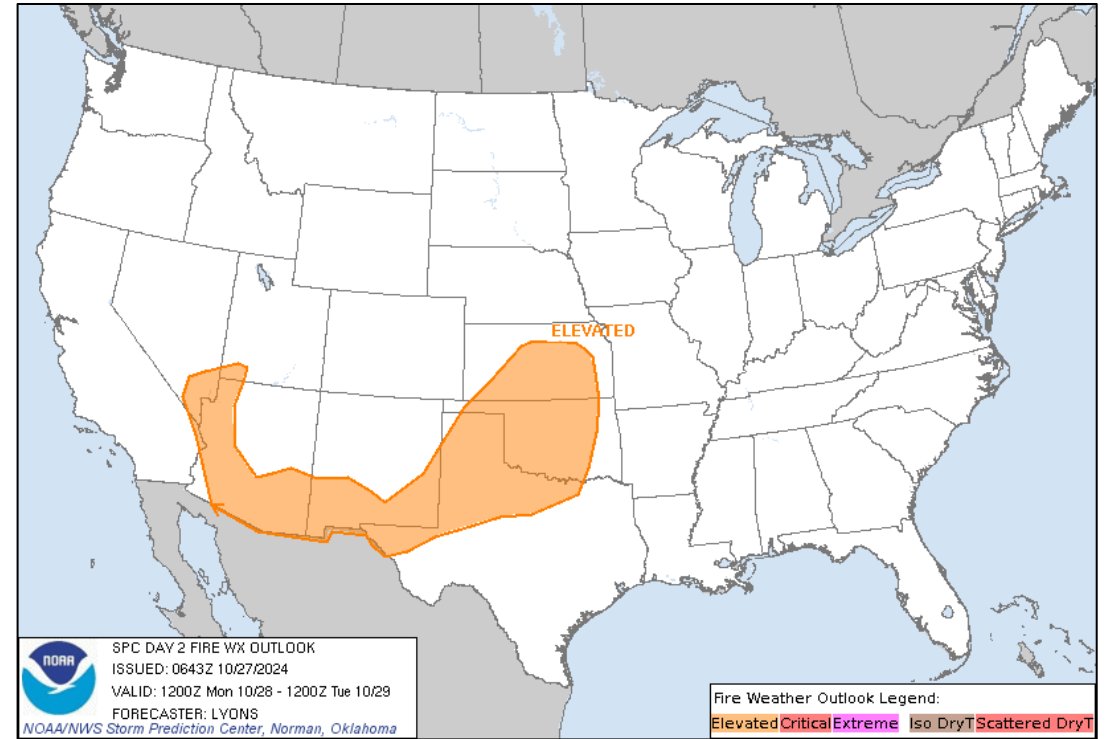 ELEVATED
NOAA
SPC DAY 2 FIRE WX OUTLOOK
ISSUED: 0643Z 10/27/2024
VALID: 1200Z Mon 10/28 - 1200Z Tue 10/29
FORECASTER: LYONS
NOAA/NWS Storm Prediction Center, Norman, Oklahoma
Fire Weather Outlook Legend:
Elevated Critical Extreme Iso DryT Scattered DryT